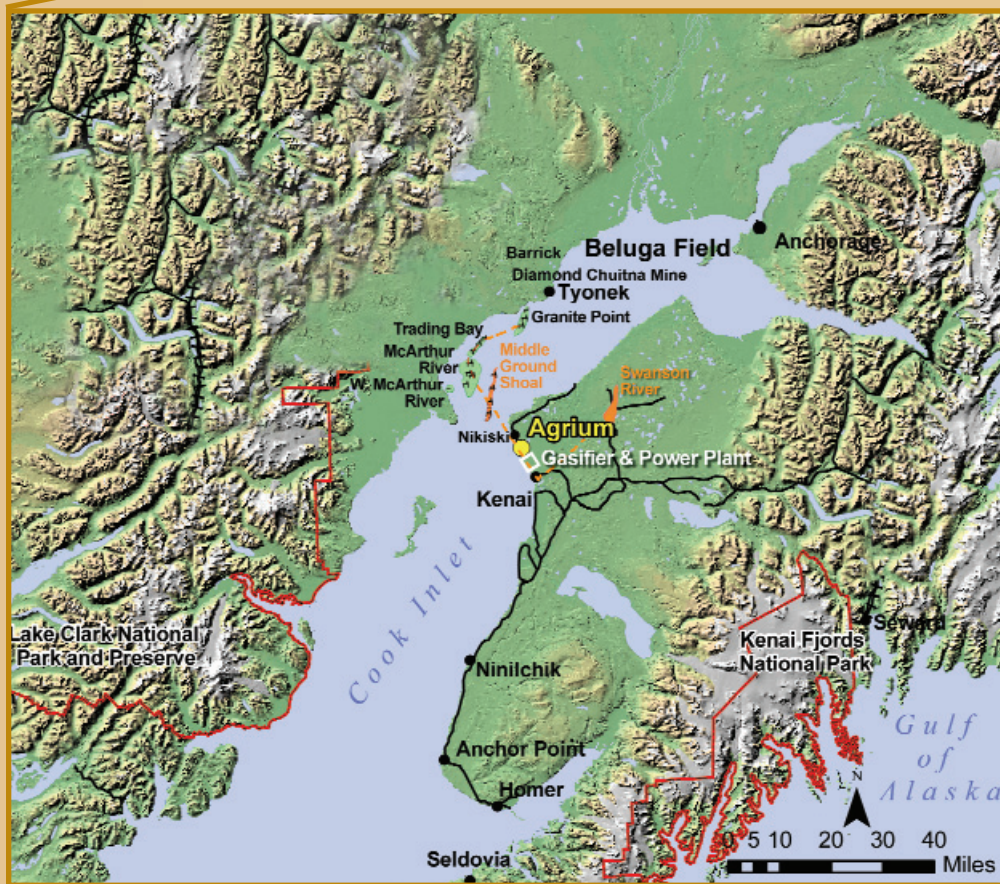 Barrick
Beluga Field
Anchorage
Diamond Chuitna Mine
Tyonek
Granite Point
Trading Bay
McArthur
River
W. McArthur
River
Middle
Ground
Shoal
Swanson
River
Nikiski
Agrium
Gasifier & Power Plant
Kenai
Cook Inlet
Lake Clark National
Park and Preserve
Kenai Fjords
National Park
Seward
Ninilchik
Anchor Point
Homer
Seldovia
Gulf
of
Alaska
N
0 5 10 20 30 40
Miles